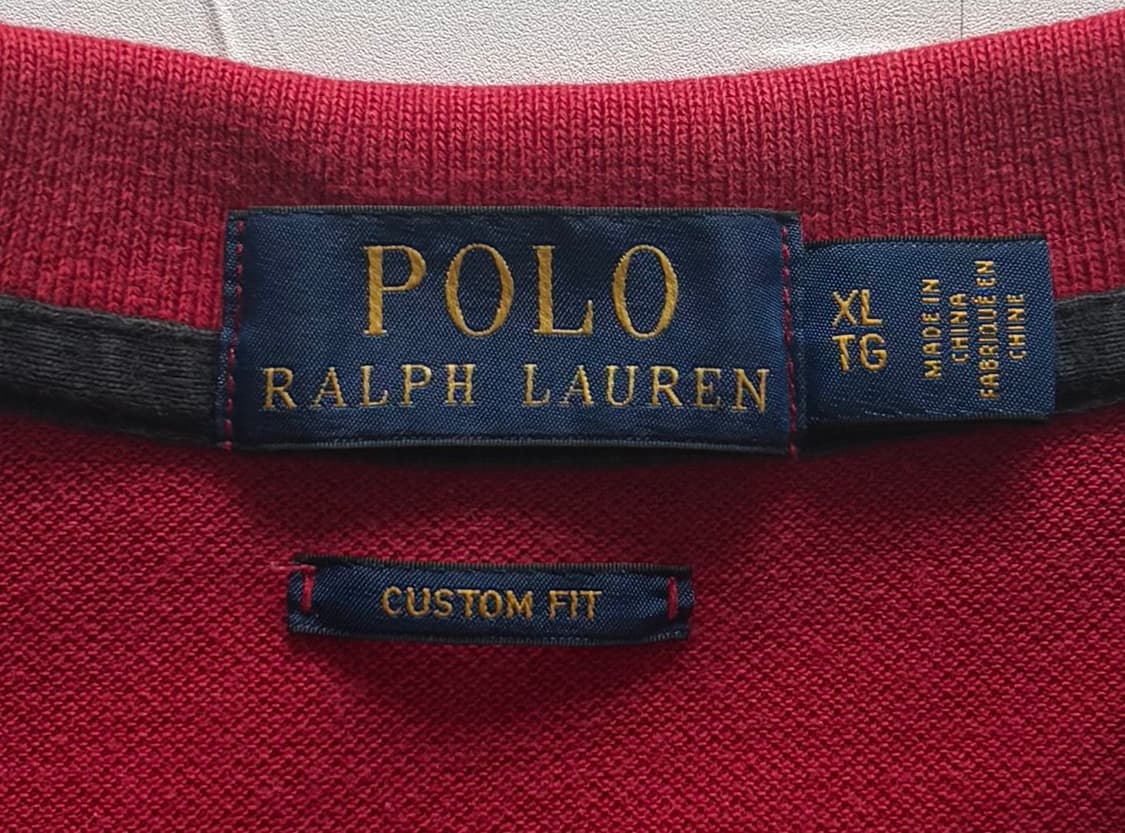 POLO
RALPH LAUREN
XL
TG
MADE IN
CHINA
FABRIQUÉ EN
CHINE
CUSTOM FIT